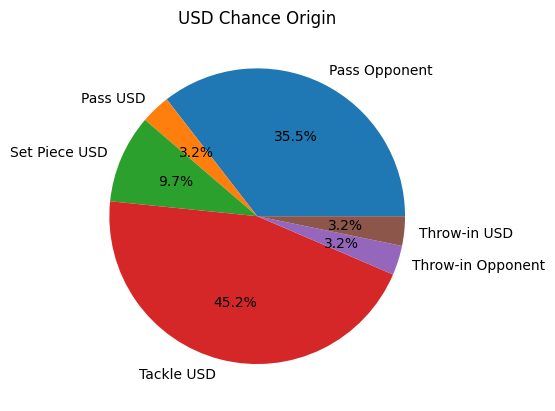 USD Chance Origin
Pass Opponent
35.5%
Pass USD
3.2%
Set Piece USD
9.7%
Tackle USD
45.2%
Throw-in Opponent
3.2%
Throw-in USD
3.2%